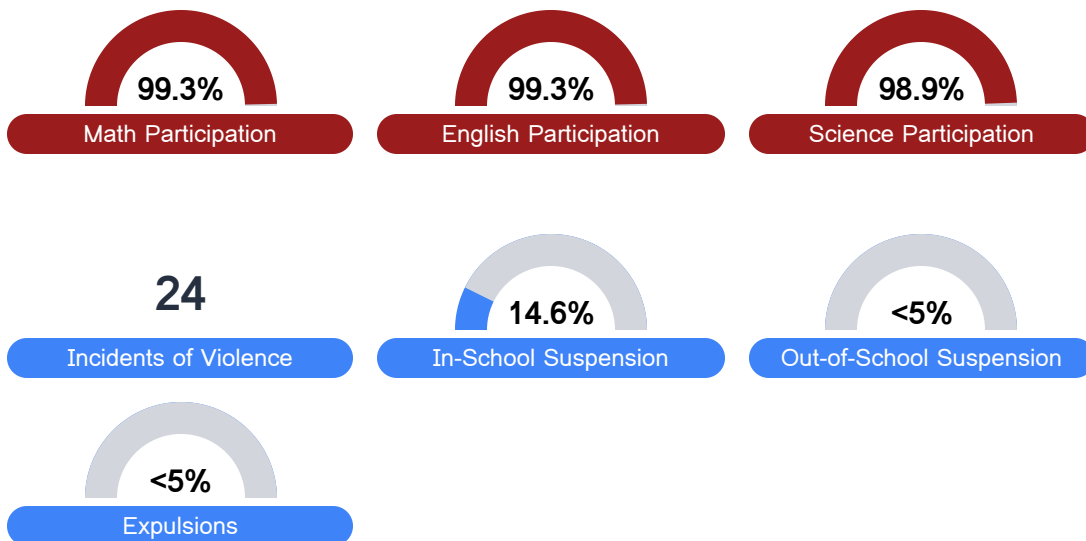 99.3%
Math Participation
99.3%
English Participation
98.9%
Science Participation
24
Incidents of Violence
14.6%
In-School Suspension
<5%
Out-of-School Suspension
<5%
Expulsions